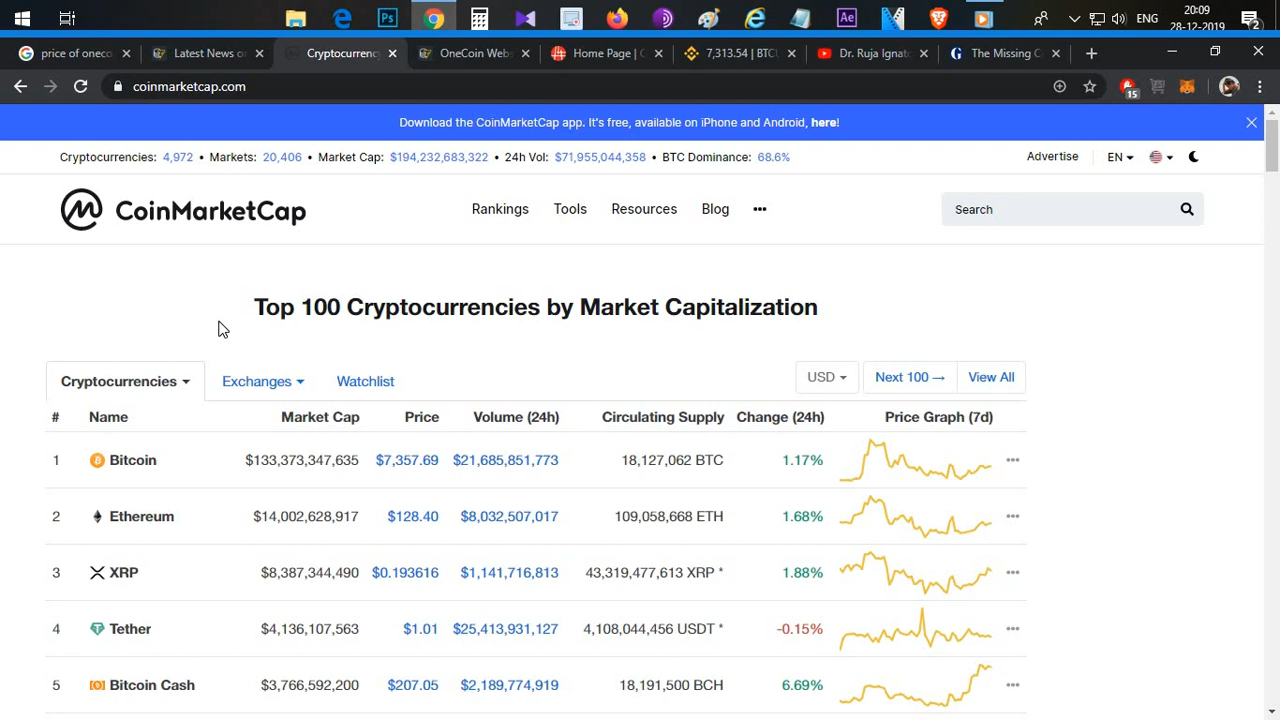 20:09
ENG
28-12-2019
2
Ps
Ae
price of oneco
Latest News on
Cryptocurrenc
OneCoin Webs
Home Page | C
7,313.54 | BTCU
Dr. Ruja Ignato
The Missing C
coinmarketcap.com
15
Download the CoinMarketCap app. It's free, available on iPhone and Android, here!
Cryptocurrencies: 4,972 • Markets: 20,406 • Market Cap: $194,232,683,322 • 24h Vol: $71,955,044,358 • BTC Dominance: 68.6%
Advertise
EN
CoinMarketCap
Rankings Tools Resources Blog •••
Search
Top 100 Cryptocurrencies by Market Capitalization
Cryptocurrencies Exchanges Watchlist
USD Next 100 → View All
# Name Market Cap Price Volume (24h) Circulating Supply Change (24h) Price Graph (7d)
1 Bitcoin $133,373,347,635 $7,357.69 $21,685,851,773 18,127,062 BTC 1.17% •••
2 Ethereum $14,002,628,917 $128.40 $8,032,507,017 109,058,668 ETH 1.68% •••
3 XRP $8,387,344,490 $0.193616 $1,141,716,813 43,319,477,613 XRP * 1.88% •••
4 Tether $4,136,107,563 $1.01 $25,413,931,127 4,108,044,456 USDT * -0.15% •••
5 Bitcoin Cash $3,766,592,200 $207.05 $2,189,774,919 18,191,500 BCH 6.69% •••